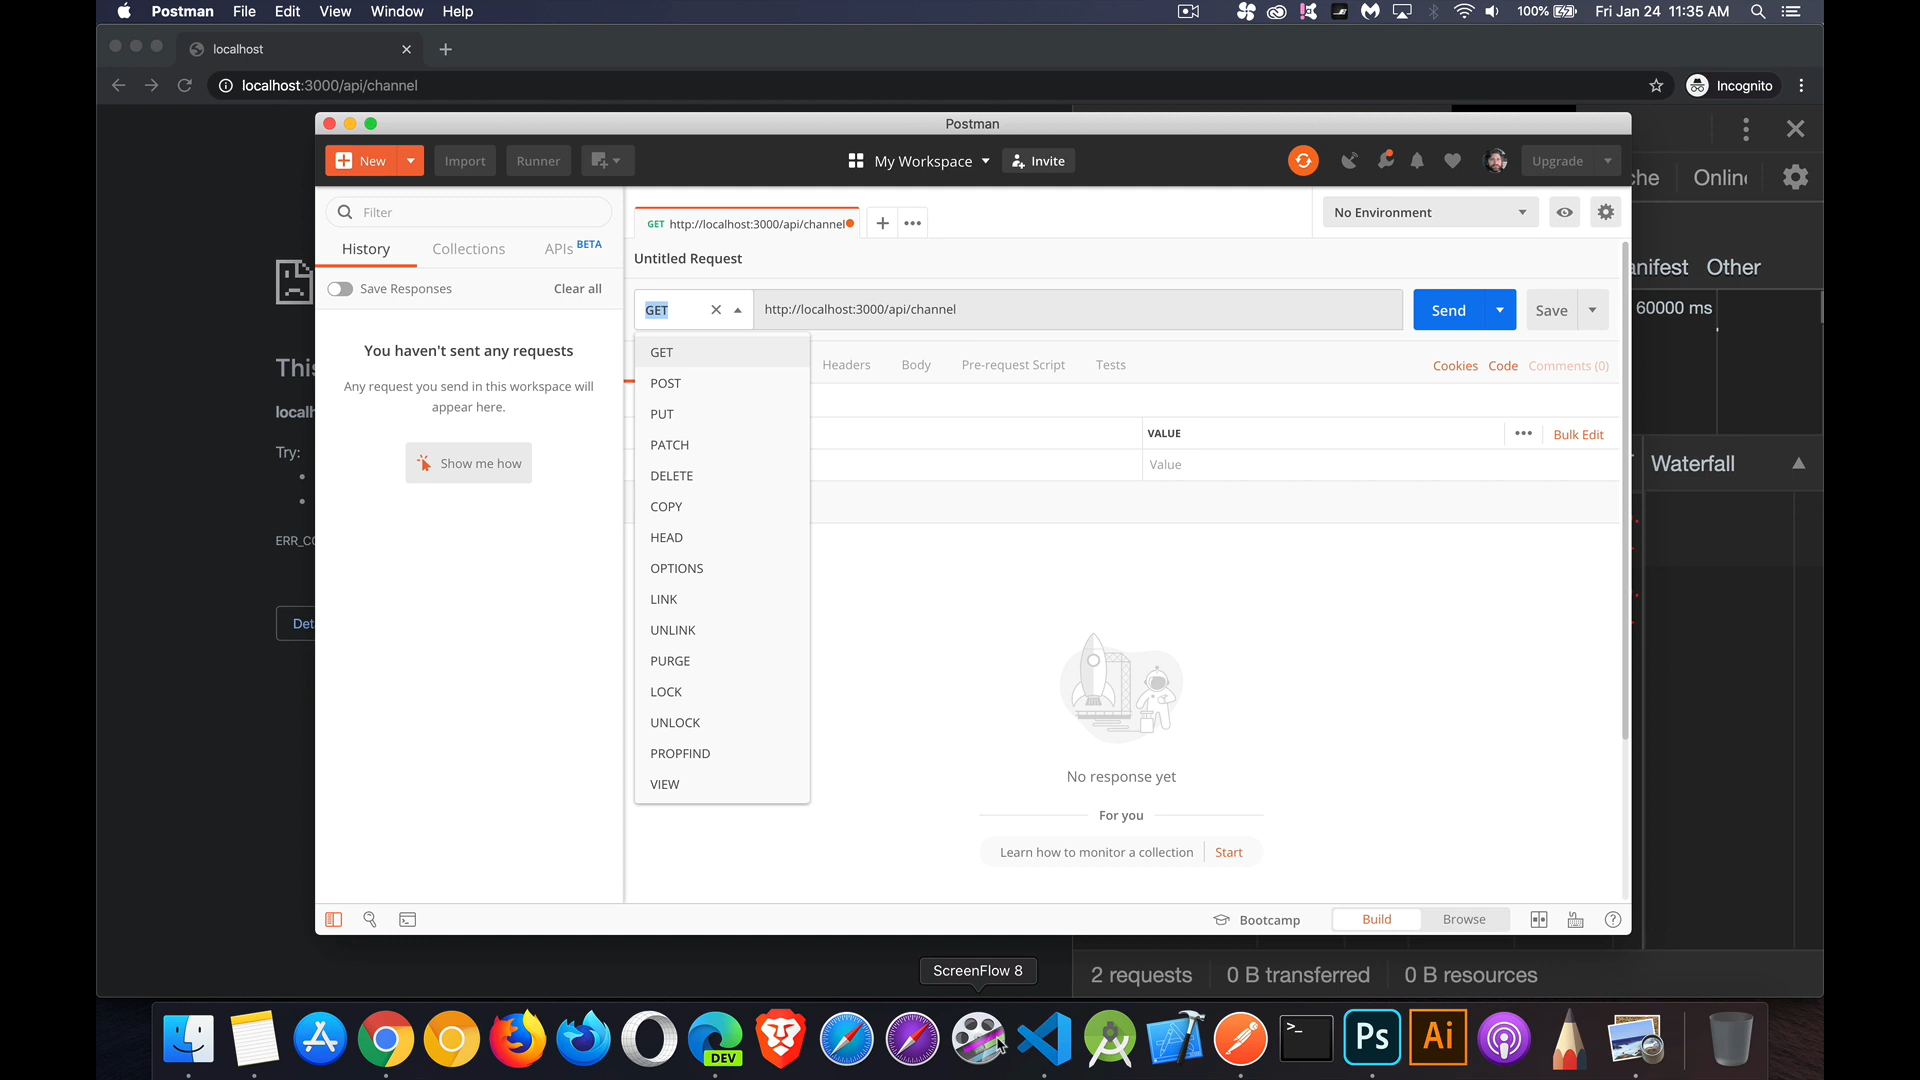 Postman File Edit View Window Help
100% Fri Jan 24 11:35 AM
localhost
localhost:3000/api/channel
Incognito
Postman
New Import Runner My Workspace Invite Upgrade
Filter
GET http://localhost:3000/api/channel
No Environment
Online
History Collections APIs BETA
Untitled Request
Other
Save Responses Clear all
GET http://localhost:3000/api/channel Send Save
60000 ms
You haven't sent any requests
Any request you send in this workspace will
appear here.
Show me how
GET
POST
PUT
PATCH
DELETE
COPY
HEAD
OPTIONS
LINK
UNLINK
PURGE
LOCK
UNLOCK
PROPFIND
VIEW
Headers Body Pre-request Script Tests Cookies Code Comments (0)
VALUE Bulk Edit
Value
Waterfall
This
Try:
No response yet
For you
Learn how to monitor a collection Start
Bootcamp Build Browse
ScreenFlow 8
2 requests 0 B transferred 0 B resources
DEV
>_
Ps
Ai